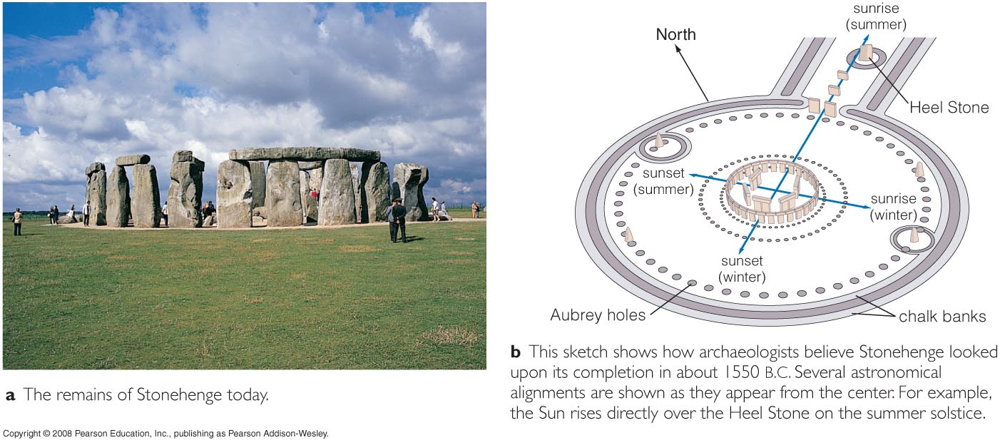 a The remains of Stonehenge today.
Copyright © 2008 Pearson Education, Inc., publishing as Pearson Addison-Wesley.
sunrise
(summer)
North
Heel Stone
sunset
(summer)
sunrise
(winter)
sunset
(winter)
Aubrey holes
chalk banks
b This sketch shows how archaeologists believe Stonehenge looked
upon its completion in about 1550 B.C. Several astronomical
alignments are shown as they appear from the center. For example,
the Sun rises directly over the Heel Stone on the summer solstice.